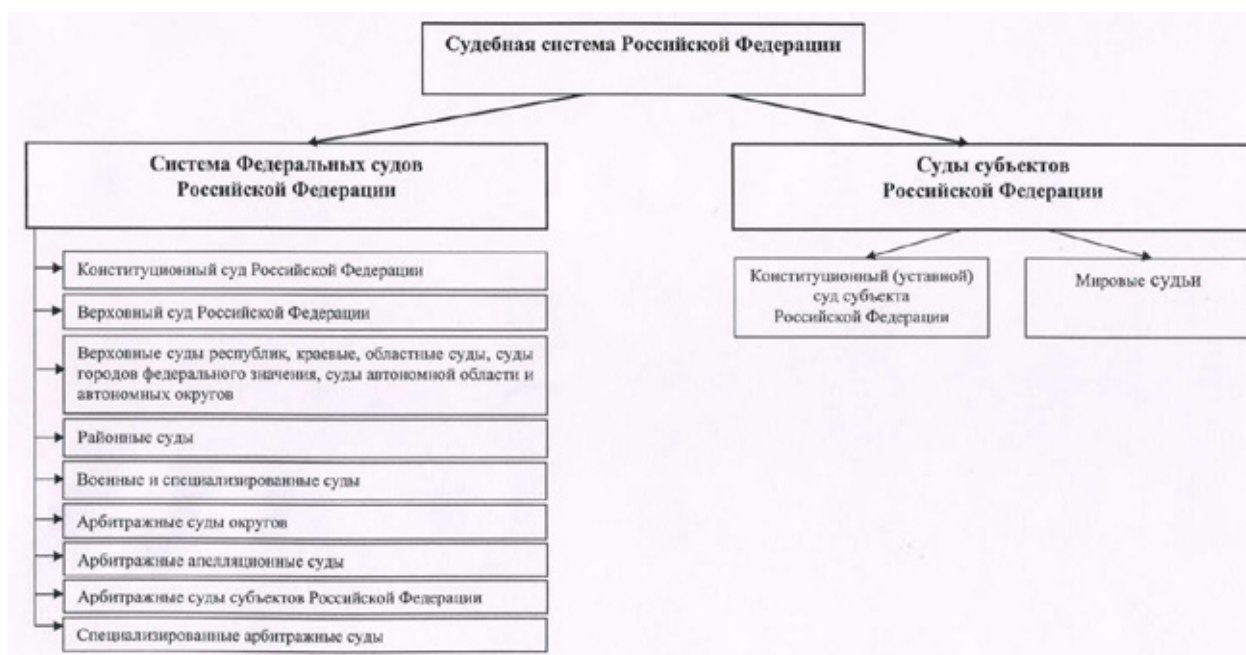 Судебная система Российской Федерации
Система Федеральных судов
Российской Федерации
Конституционный суд Российской Федерации
Верховный суд Российской Федерации
Верховные суды республик, краевые, областные суды, суды
городов федерального значения, суды автономной области и
автономных округов
Районные суды
Военные и специализированные суды
Арбитражные суды округов
Арбитражные апелляционные суды
Арбитражные суды субъектов Российской Федерации
Специализированные арбитражные суды
Суды субъектов
Российской Федерации
Конституционный (уставной)
суд субъекта
Российской Федерации
Мировые судьи